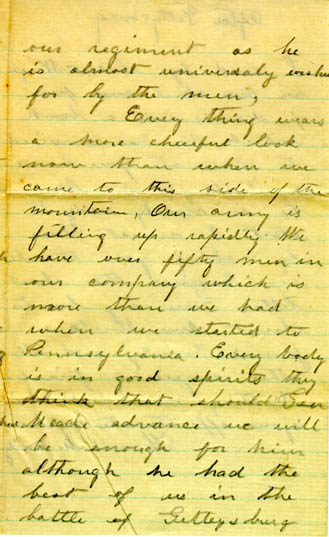 our regiment as he
is almost universaly wished
for by the men,
Every thing wears
a more cheerful look
now than when we
came to this side of the
mountain, Our army is
filling up rapidly We
have over fifty men in
our company which is
more than we had
when we started to
Pennsylvania. Every body
is in good spirits they
think that should Gen
Meade advance we will
be enough for him
although he had the
best of us in the
battle of Gettysburg